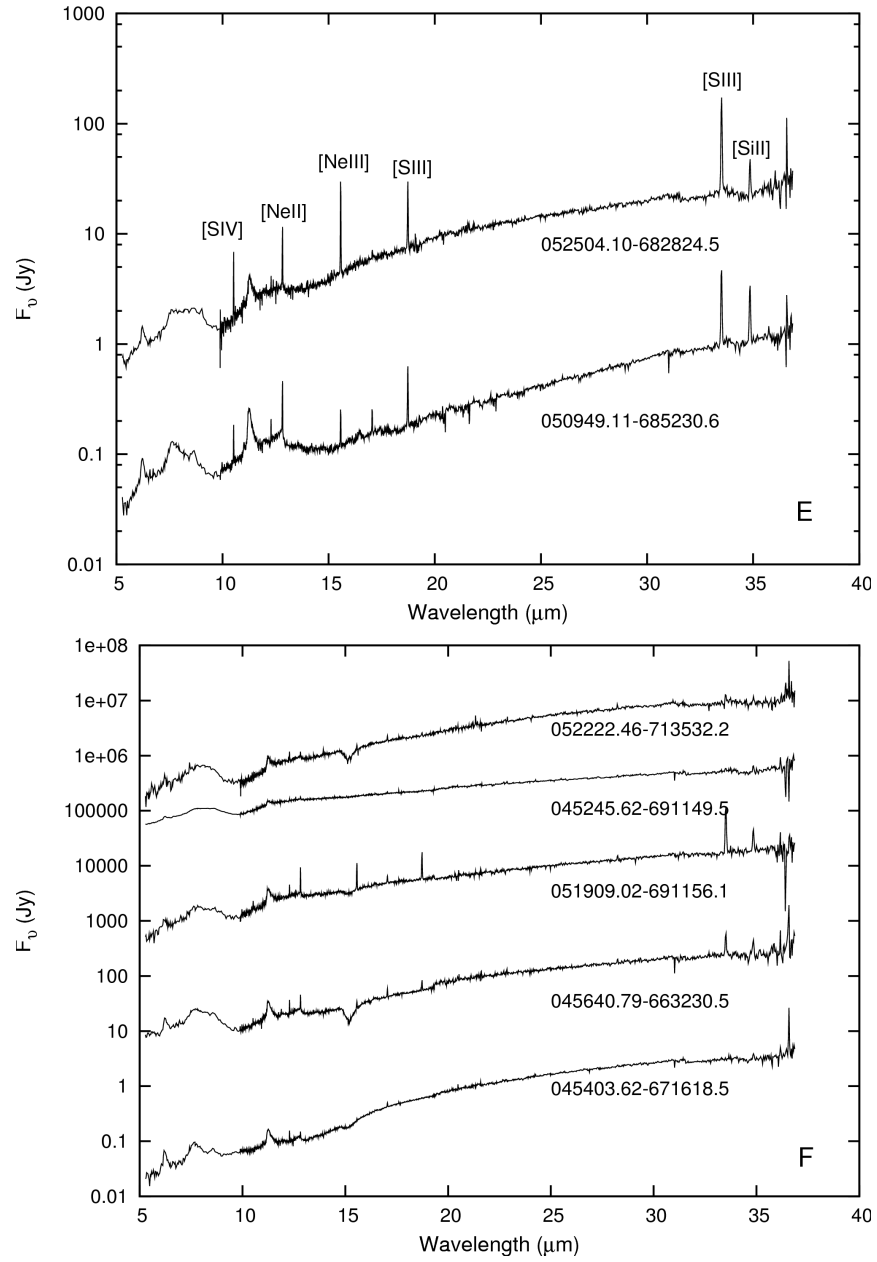 1000
100
10
1
0.1
0.01
F_υ (Jy)
[SIV]
[NeII]
[NeIII]
[SIII]
[SIII]
[SiII]
052504.10-682824.5
050949.11-685230.6
E
5 10 15 20 25 30 35 40
Wavelength (μm)
1e+08
1e+07
1e+06
100000
10000
1000
100
10
1
0.1
0.01
F_υ (Jy)
052222.46-713532.2
045245.62-691149.5
051909.02-691156.1
045640.79-663230.5
045403.62-671618.5
F
5 10 15 20 25 30 35 40
Wavelength (μm)